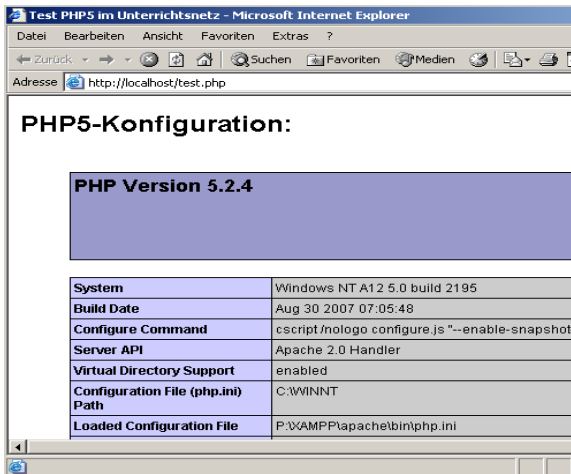 Test PHP5 im Unterrichtsnetz - Microsoft Internet Explorer
Datei Bearbeiten Ansicht Favoriten Extras ?
Zurück Suchen Favoriten Medien
Adresse http://localhost/test.php
PHP5-Konfiguration:
PHP Version 5.2.4
System Windows NT A12 5.0 build 2195
Build Date Aug 30 2007 07:05:48
Configure Command cscript /nologo configure.js "--enable-snapshot
Server API Apache 2.0 Handler
Virtual Directory Support enabled
Configuration File (php.ini) C:\WINNT
Path
Loaded Configuration File P:\XAMPP\apache\bin\php.ini